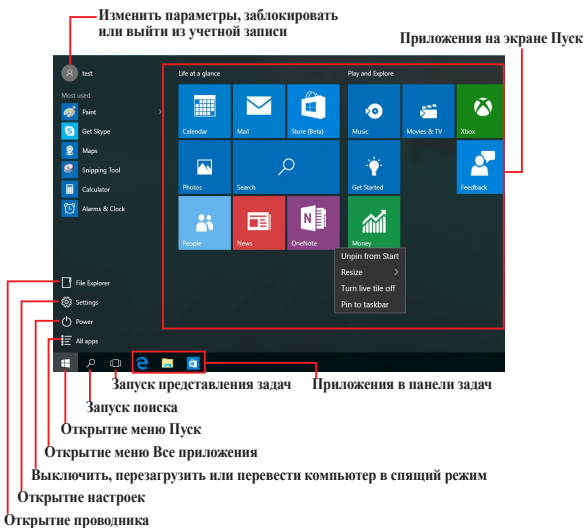 Изменить параметры, заблокировать
или выйти из учетной записи
Приложения на экране Пуск
test
Life at a glance
Play and Explore
Most used
Paint
Get Skype
Maps
Snipping Tool
Calculator
Alarms & Clock
Calendar
Mail
Store (Beta)
Music
Movies & TV
Xbox
Photos
Search
Get Started
Feedback
People
News
OneNote
Money
Unpin from Start
Resize
Turn live tile off
Pin to taskbar
File Explorer
Settings
Power
All apps
Запуск представления задач
Приложения в панели задач
Запуск поиска
Открытие меню Пуск
Открытие меню Все приложения
Выключить, перезагрузить или перевести компьютер в спящий режим
Открытие настроек
Открытие проводника